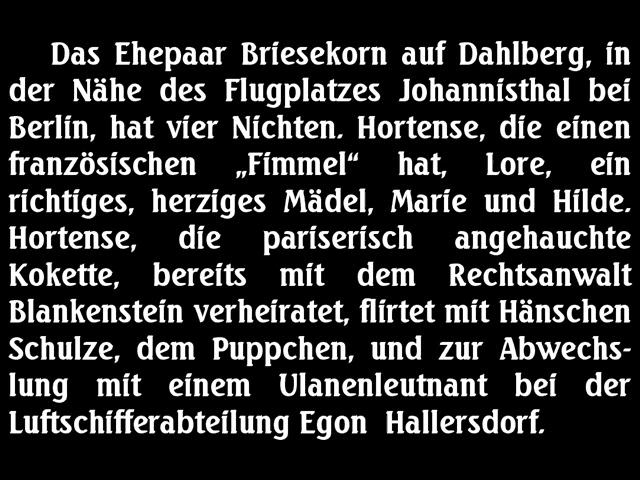 Das Ehepaar Briesekorn auf Dahlberg, in
der Nähe des Flugplatzes Johannisthal bei
Berlin, hat vier Nichten. Hortense, die einen
französischen „Fimmel“ hat, Lore, ein
richtiges, herziges Mädel, Marie und Hilde.
Hortense, die pariserisch angehauchte
Kokette, bereits mit dem Rechtsanwalt
Blankenstein verheiratet, flirtet mit Hänschen
Schulze, dem Puppchen, und zur Abwechs-
lung mit einem Ulanenleutnant bei der
Luftschifferabteilung Egon Hallersdorf.